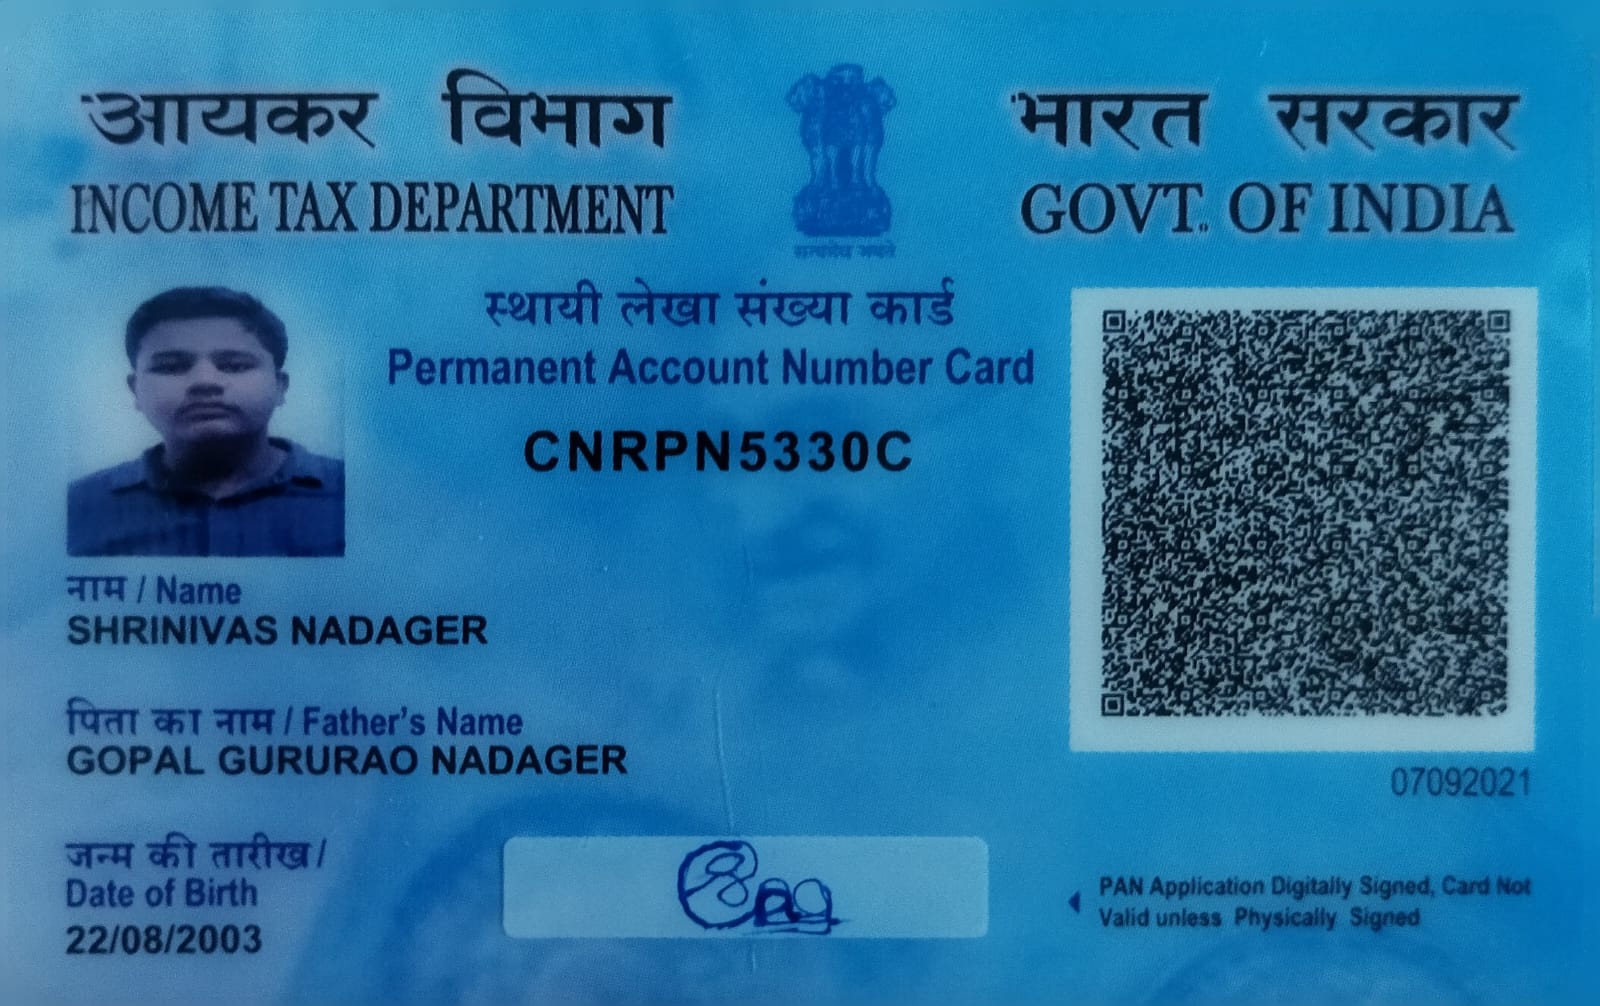 आयकर विभाग
INCOME TAX DEPARTMENT
सत्यमेव जयते
भारत सरकार
GOVT. OF INDIA
स्थायी लेखा संख्या कार्ड
Permanent Account Number Card
CNRPN5330C
नाम / Name
SHRINIVAS NADAGER
पिता का नाम / Father's Name
GOPAL GURURAO NADAGER
07092021
जन्म की तारीख /
Date of Birth
22/08/2003
PAN Application Digitally Signed, Card Not
Valid unless Physically Signed